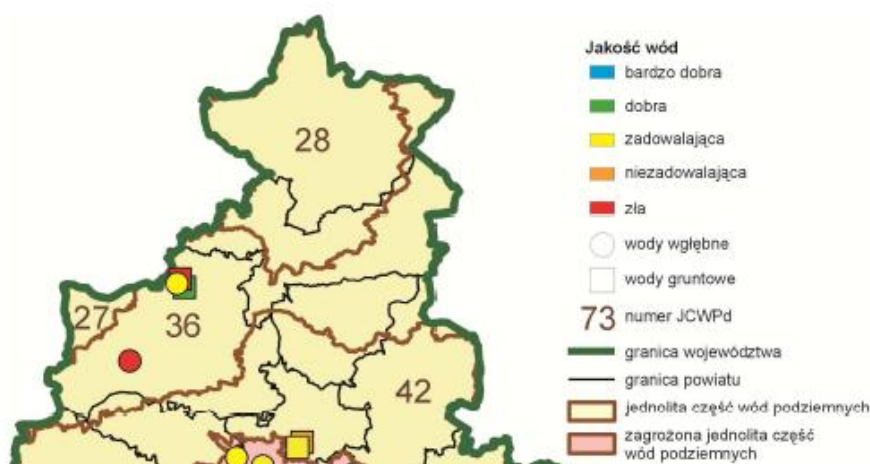 28
27
36
42
Jakość wód
bardzo dobra
dobra
zadowalająca
niezadowalająca
zła
wody wgłębne
wody gruntowe
73 numer JCWPd
granica województwa
granica powiatu
jednolita część wód podziemnych
zagrożona jednolita część
wód podziemnych